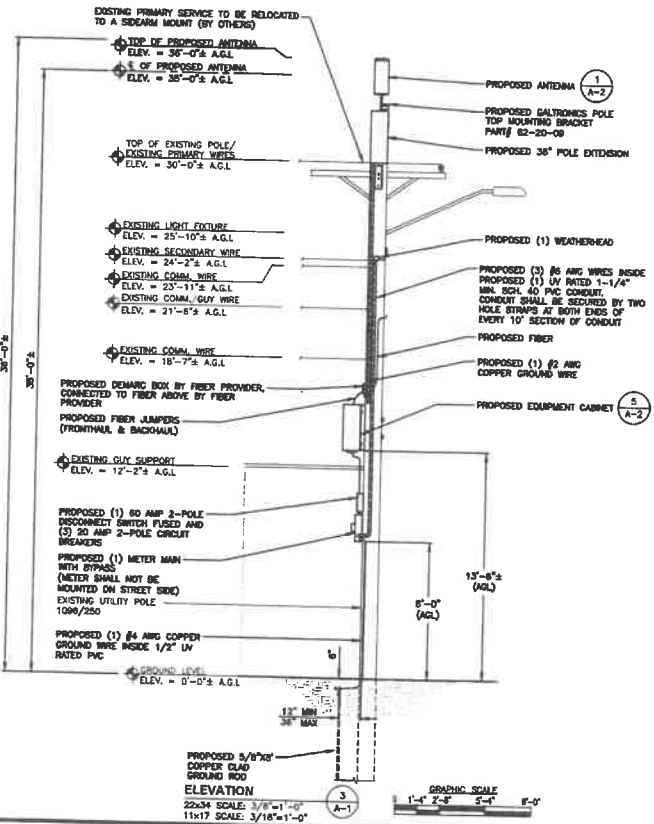 EXISTING PRIMARY SERVICE TO BE RELOCATED
TO A SIDEARM MOUNT (BY OTHERS)
TOP OF PROPOSED ANTENNA
ELEV. = 36'-0"± A.G.L
℄ OF PROPOSED ANTENNA
ELEV. = 35'-0"± A.G.L
TOP OF EXISTING POLE/
EXISTING PRIMARY WIRES
ELEV. = 30'-0"± A.G.L
EXISTING LIGHT FIXTURE
ELEV. = 25'-10"± A.G.L
EXISTING SECONDARY WIRE
ELEV. = 24'-2"± A.G.L
EXISTING COMM. WIRE
ELEV. = 23'-11"± A.G.L
EXISTING COMM./GUY WIRE
ELEV. = 21'-6"± A.G.L
EXISTING COMM. WIRE
ELEV. = 18'-7"± A.G.L
36'-0"±
35'-0"±
PROPOSED DEMARC BOX BY FIBER PROVIDER,
CONNECTED TO FIBER ABOVE BY FIBER
PROVIDER
PROPOSED FIBER JUMPERS
(FRONTHAUL & BACKHAUL)
EXISTING GUY SUPPORT
ELEV. = 12'-2"± A.G.L
PROPOSED (1) 60 AMP 2-POLE
DISCONNECT SWITCH FUSED AND
(3) 20 AMP 2-POLE CIRCUIT
BREAKERS
PROPOSED (1) METER MAIN
WITH BYPASS
(METER SHALL NOT BE
MOUNTED ON STREET SIDE)
EXISTING UTILITY POLE
1096/250
PROPOSED (1) #4 AWG COPPER
GROUND WIRE INSIDE 1/2" UV
RATED PVC
GROUND LEVEL
ELEV. = 0'-0"± A.G.L
PROPOSED ANTENNA
1
A-2
PROPOSED GALTRONICS POLE
TOP MOUNTING BRACKET
PART# 62-20-09
PROPOSED 36" POLE EXTENSION
PROPOSED (1) WEATHERHEAD
PROPOSED (3) #6 AWG WIRES INSIDE
PROPOSED (1) UV RATED 1-1/4"
MIN. SCH. 40 PVC CONDUIT.
CONDUIT SHALL BE SECURED BY TWO
HOLE STRAPS AT BOTH ENDS OF
EVERY 10' SECTION OF CONDUIT
PROPOSED FIBER
PROPOSED (1) #2 AWG
COPPER GROUND WIRE
PROPOSED EQUIPMENT CABINET
5
A-2
13'-6"±
(AGL)
(AGL)
12" MIN
36" MAX
PROPOSED 5/8"X8'
COPPER CLAD
GROUND ROD
ELEVATION
3
A-1
22x34 SCALE: 3/8"=1'-0"
11x17 SCALE: 3/16"=1'-0"
GRAPHIC SCALE
1'-4" 2'-8" 5'-4" 8'-0"